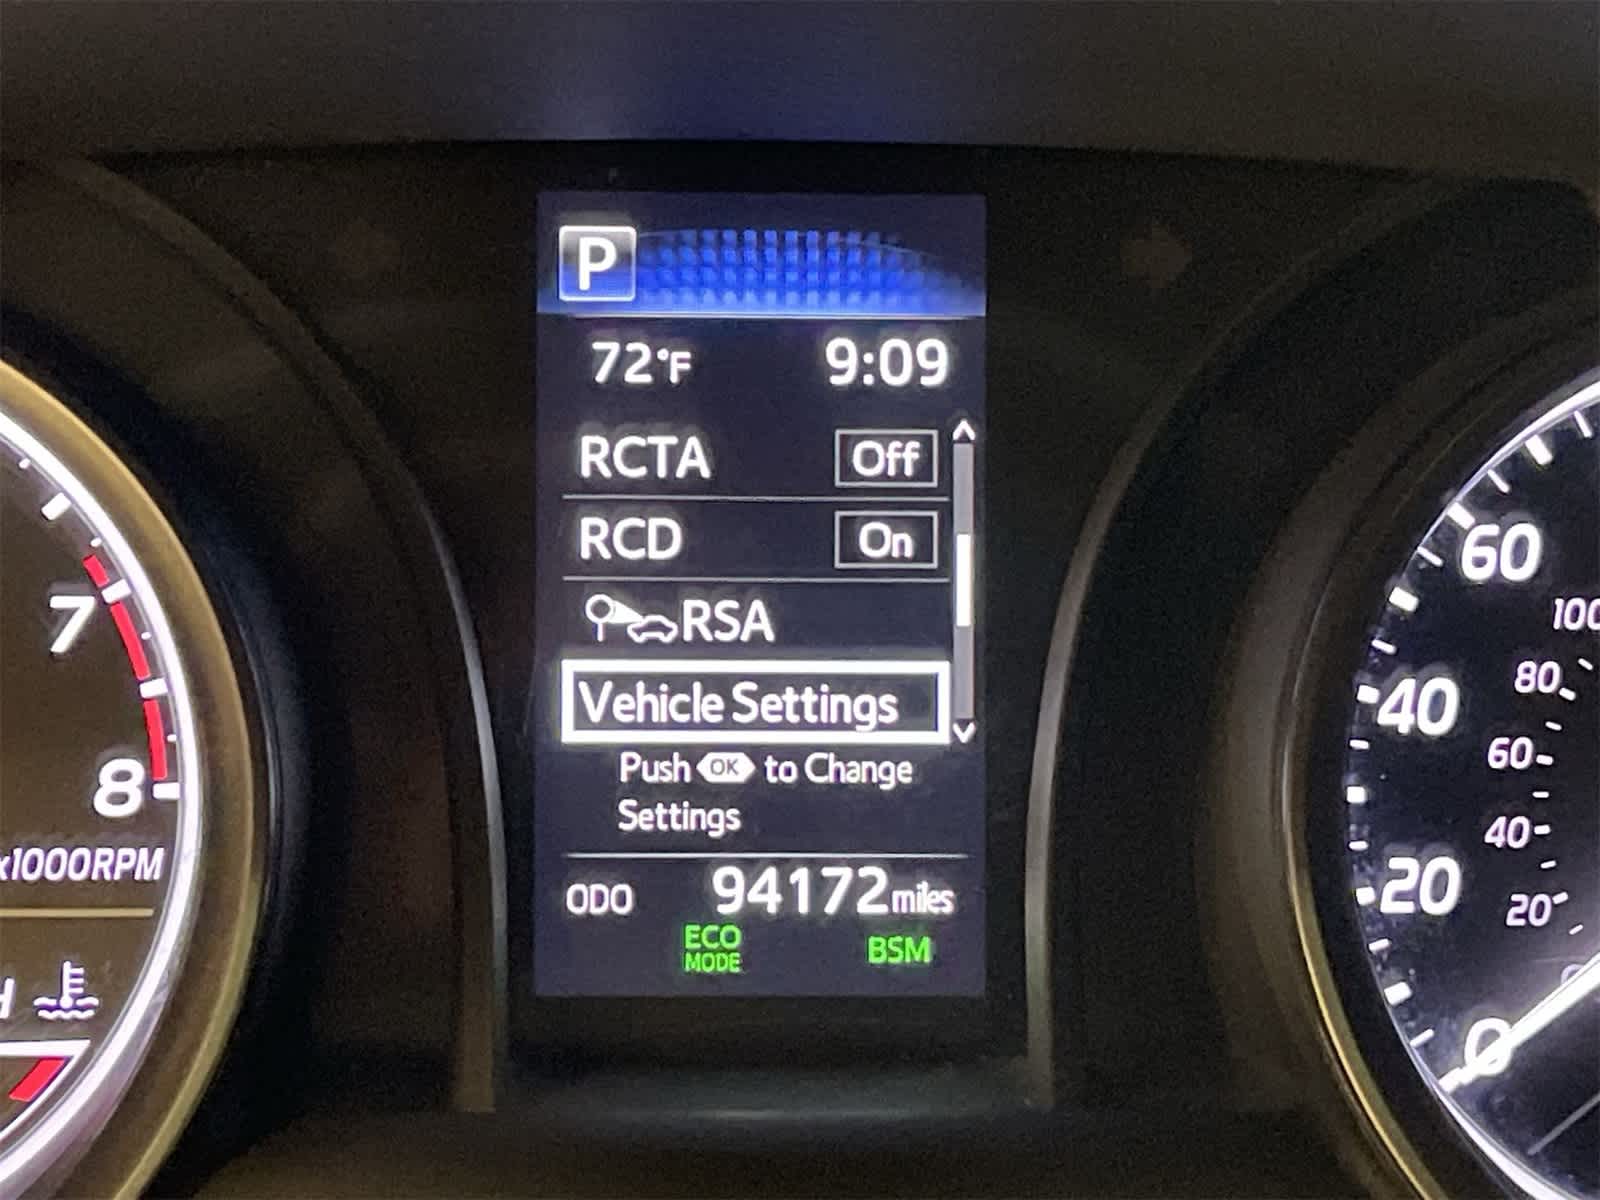 P
72°F 9:09
RCTA Off
RCD On
RSA
Vehicle Settings
Push OK to Change
Settings
ODO 94172 miles
ECO
MODE
BSM
7
8
x1000RPM
60
40
20
0
100
80
60
40
20